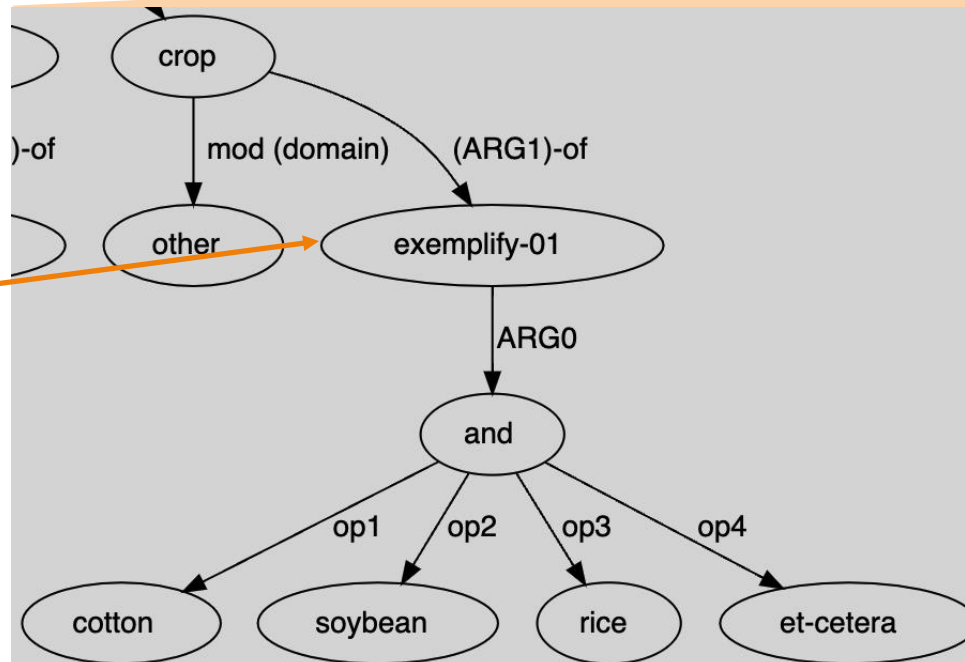 crop
)-of
mod (domain)
(ARG1)-of
other
exemplify-01
ARG0
and
op1
op2
op3
op4
cotton
soybean
rice
et-cetera